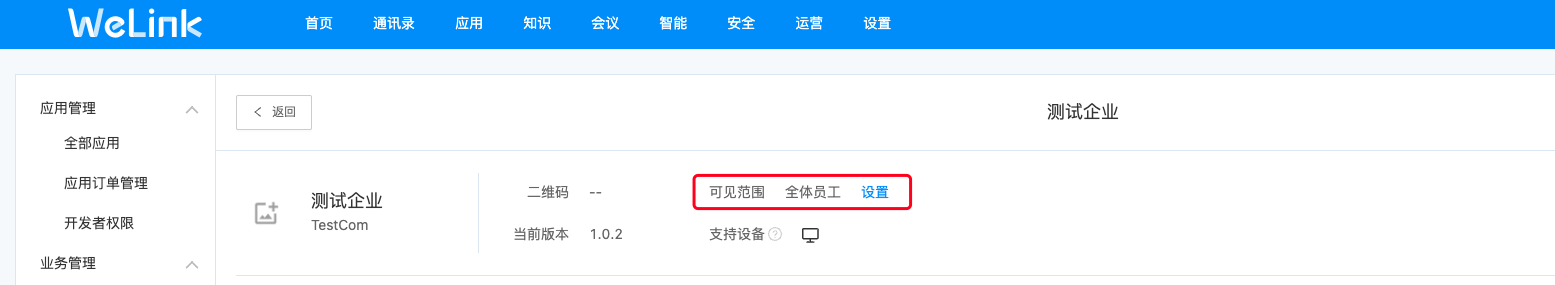 WeLink 首页 通讯录 应用 知识 会议 智能 安全 运营 设置
应用管理
全部应用
应用订单管理
开发者权限
业务管理
返回
测试企业
测试企业
TestCom
二维码 --
可见范围 全体员工 设置
当前版本 1.0.2
支持设备 ?